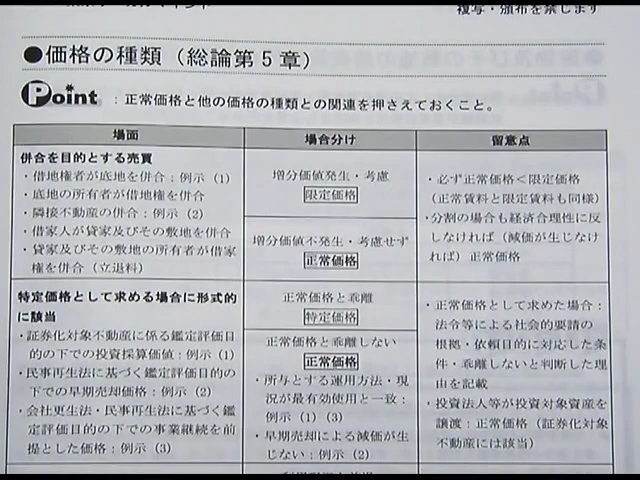 複写・頒布を禁じます
●価格の種類（総論第５章）
Point ：正常価格と他の価格の種類との関連を押さえておくこと。
場面
場合分け
留意点
併合を目的とする売買
・借地権者が底地を併合：例示（1）
・底地の所有者が借地権を併合
・隣接不動産の併合：例示（2）
・借家人が貸家及びその敷地を併合
・貸家及びその敷地の所有者が借家
権を併合（立退料）
増分価値発生・考慮
限定価格
増分価値不発生・考慮せず
正常価格
・必ず正常価格＜限定価格
（正常賃料と限定賃料も同様）
・分割の場合も経済合理性に反
しなければ（減価が生じなけ
れば）正常価格
特定価格として求める場合に形式的
に該当
・証券化対象不動産に係る鑑定評価目
的の下での投資採算価値：例示（1）
・民事再生法に基づく鑑定評価目的の
下での早期売却価格：例示（2）
・会社更生法・民事再生法に基づく鑑
定評価目的の下での事業継続を前
提とした価格：例示（3）
正常価格と乖離
特定価格
正常価格と乖離しない
正常価格
・所与とする運用方法・現
況が最有効使用と一致：
例示（1）（3）
・早期売却による減価が生
じない：例示（2）
・正常価格として求めた場合：
法令等による社会的要請の
根拠・依頼目的に対応した条
件・乖離しないと判断した理
由を記載
・投資法人等が投資対象資産を
譲渡：正常価格（証券化対象
不動産には該当）